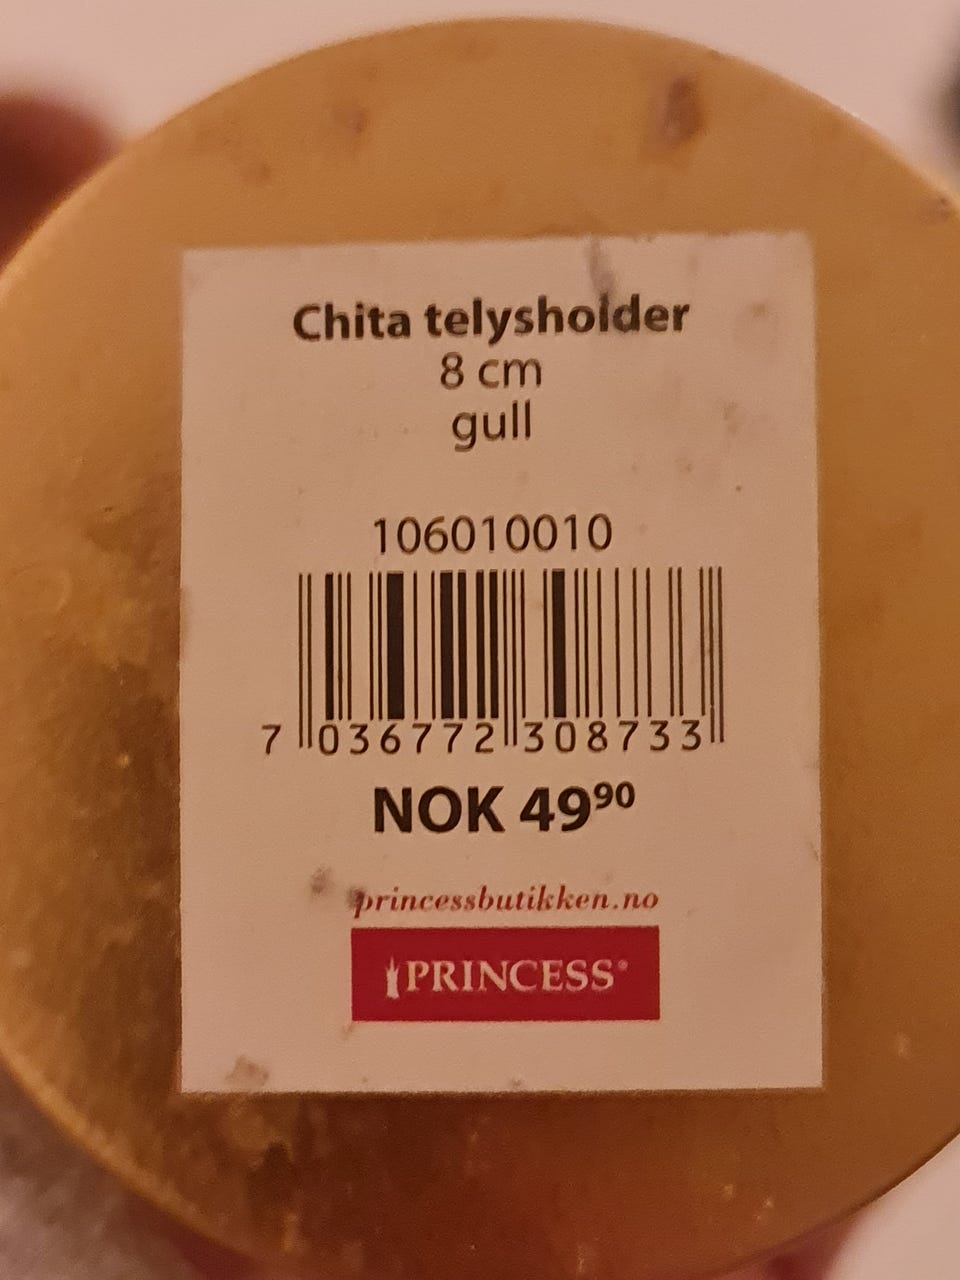 Chita telysholder
8 cm
gull
106010010
7 036772 308733
NOK 49⁹⁰
princessbutikken.no
PRINCESS®